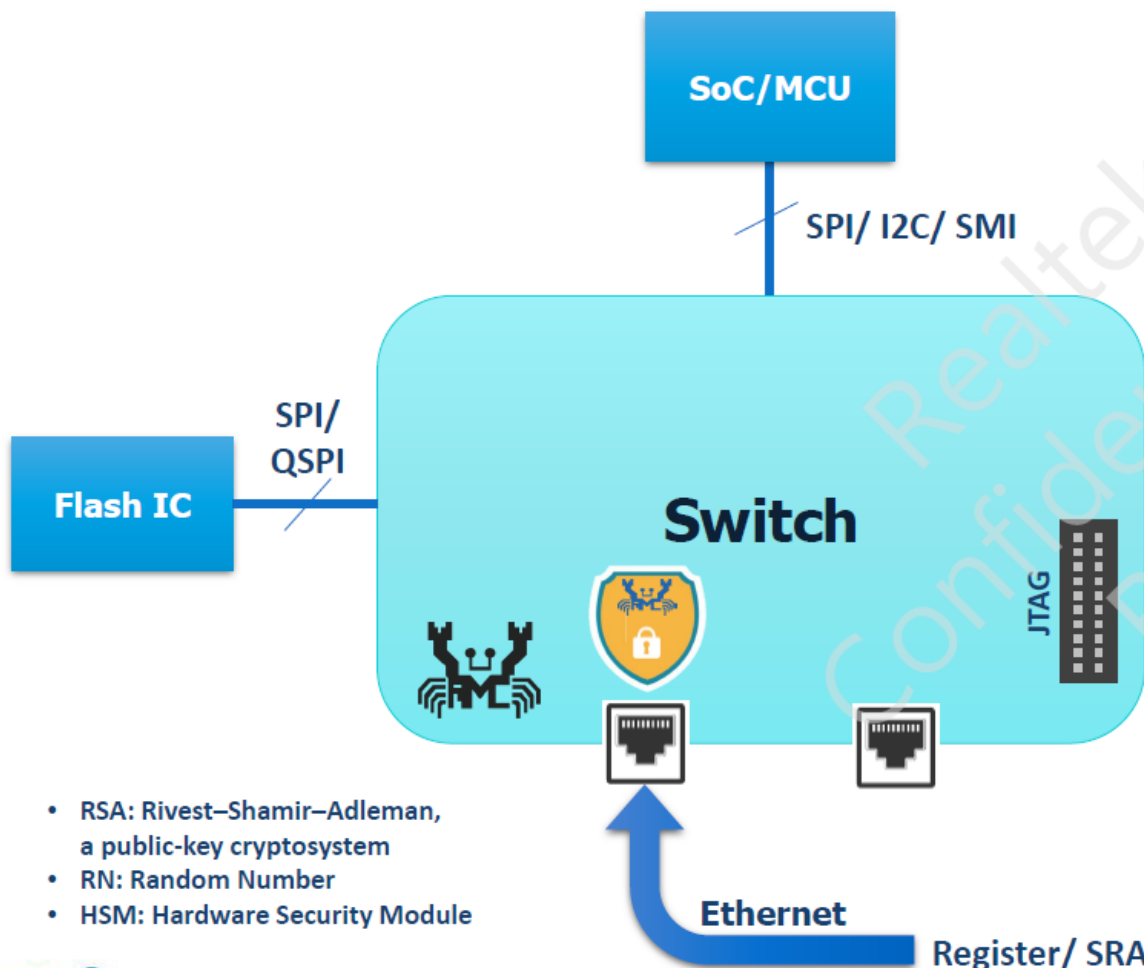 SoC/MCU
SPI/ I2C/ SMI
SPI/
QSPI
Flash IC
Switch
JTAG
• RSA: Rivest–Shamir–Adleman,
a public-key cryptosystem
• RN: Random Number
• HSM: Hardware Security Module
Ethernet
Register/ SRA
Realtek